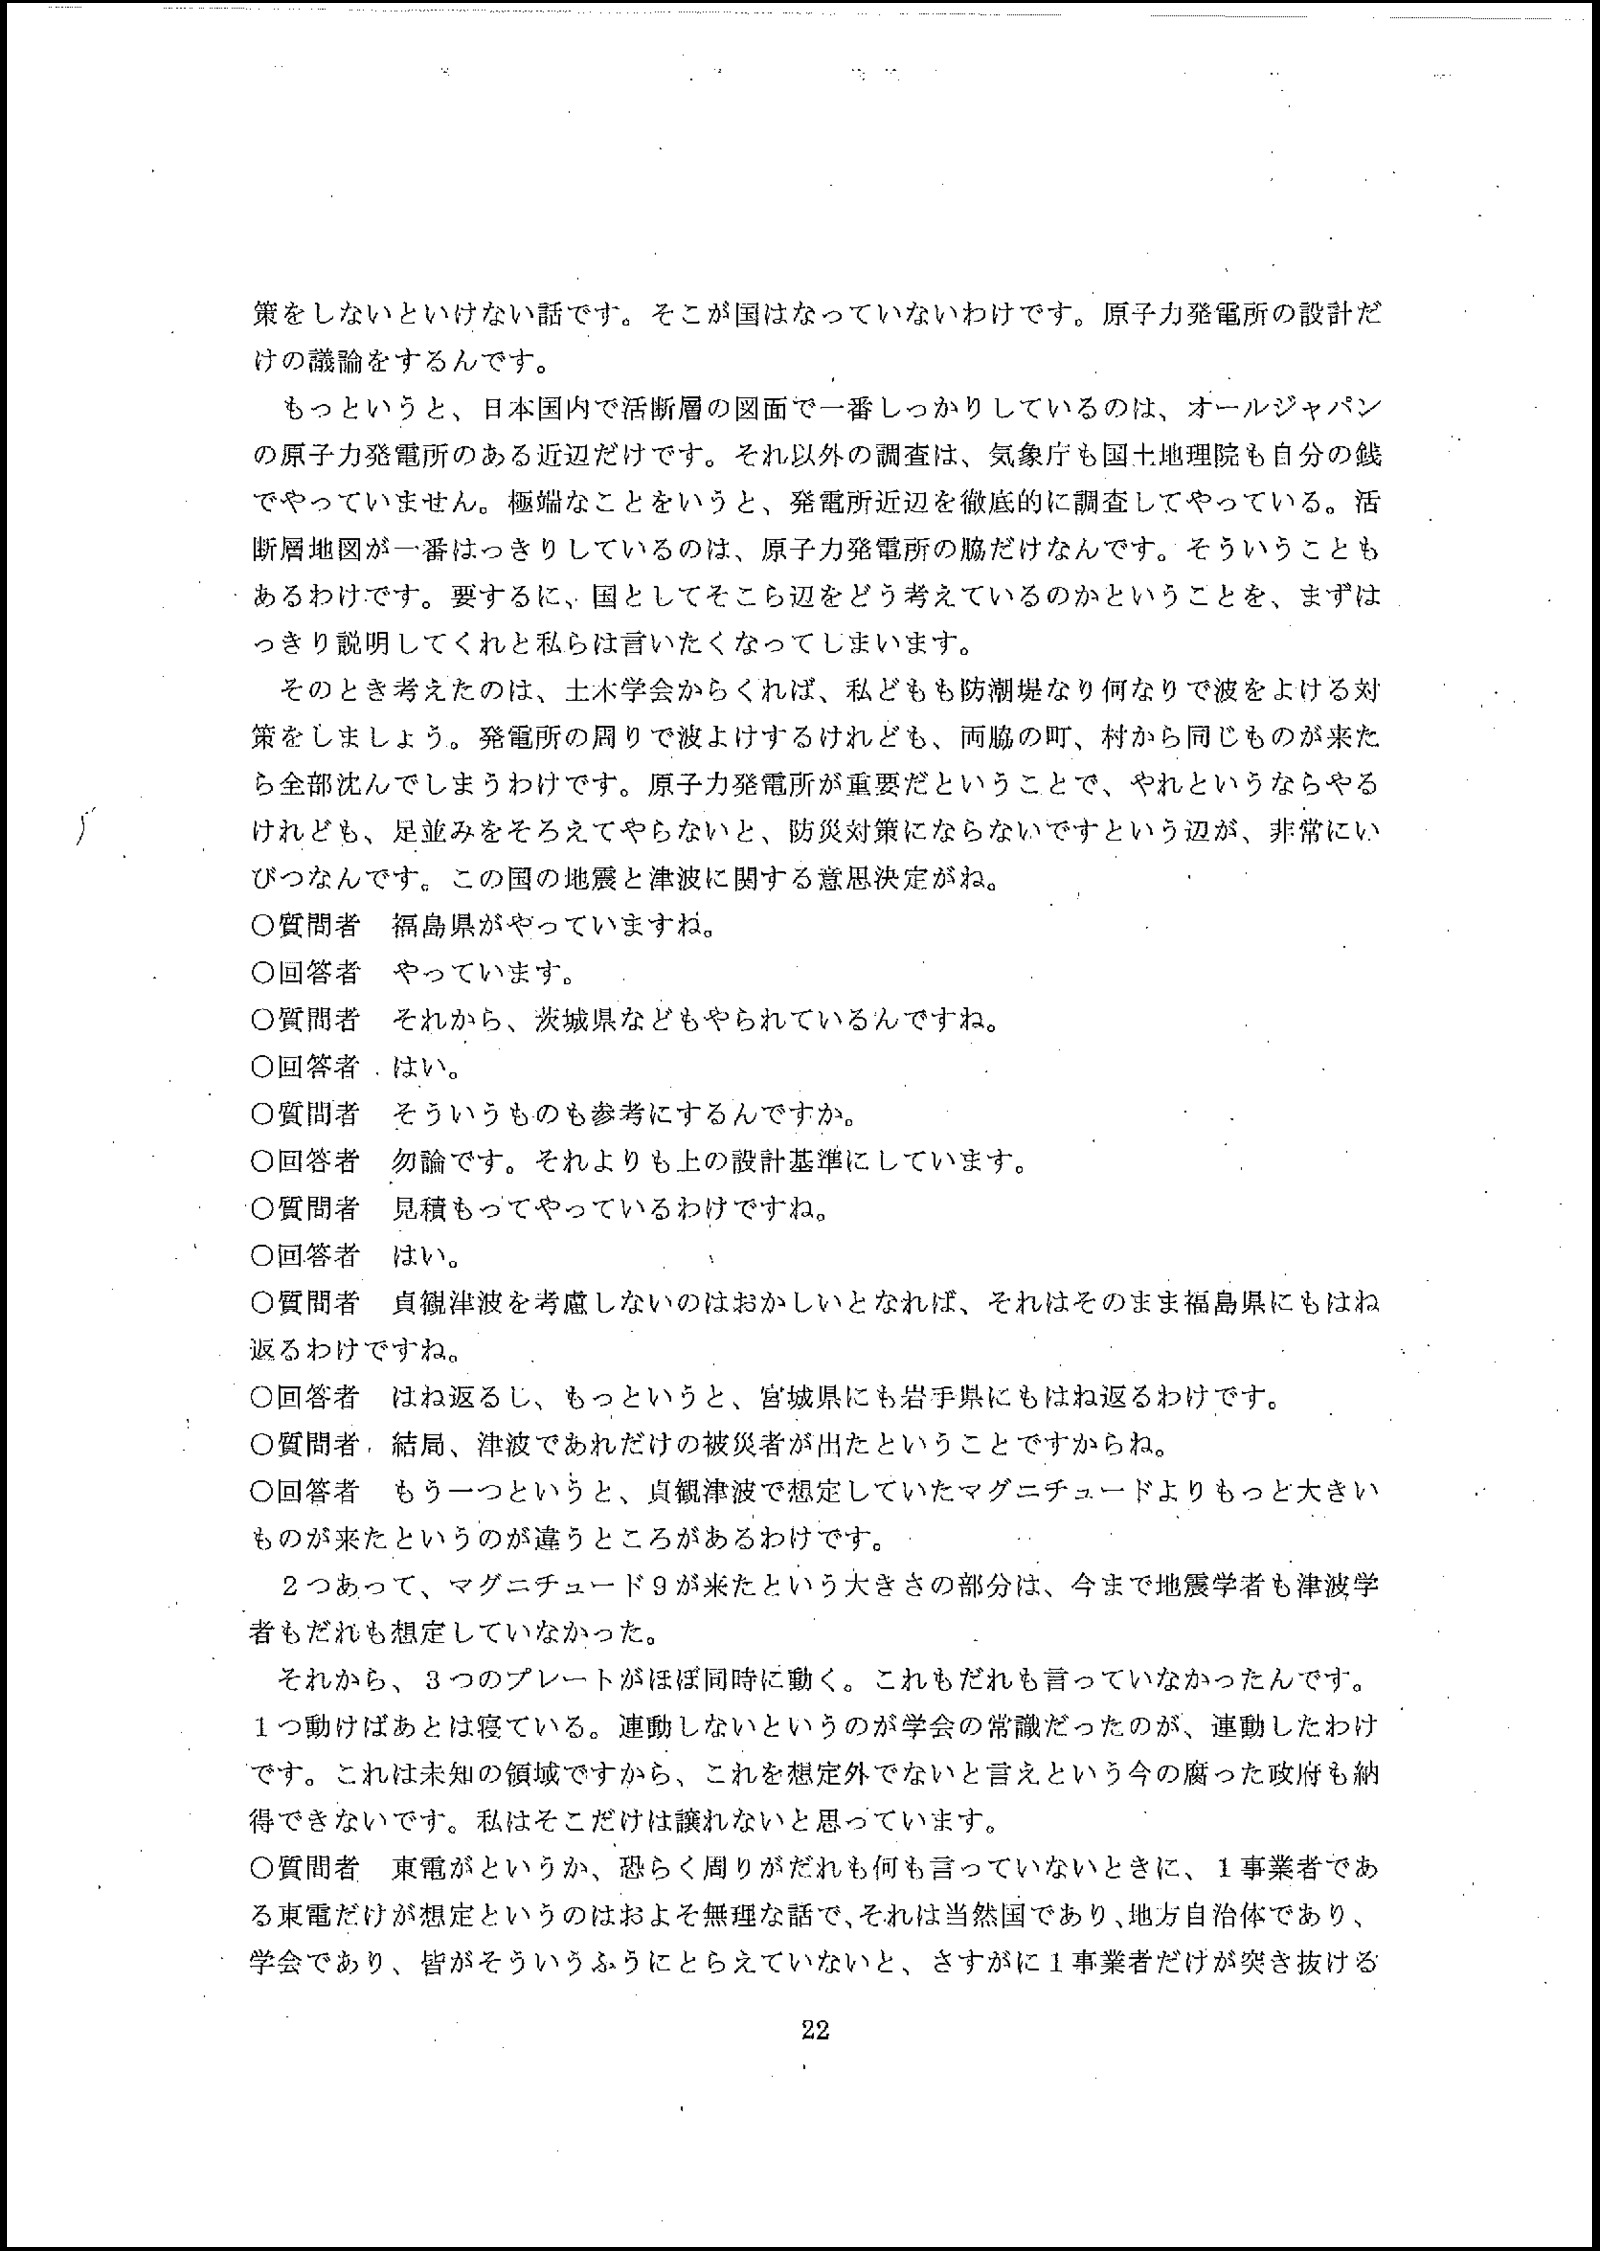 策をしないといけない話です。そこが国はなっていないわけです。原子力発電所の設計だ
けの議論をするんです。
もっというと、日本国内で活断層の図面で一番しっかりしているのは、オールジャパン
の原子力発電所のある近辺だけです。それ以外の調査は、気象庁も国土地理院も自分の銭
でやっていません。極端なことをいうと、発電所近辺を徹底的に調査してやっている。活
断層地図が一番はっきりしているのは、原子力発電所の脇だけなんです。そういうことも
あるわけです。要するに、国としてそこら辺をどう考えているのかということを、まずは
っきり説明してくれと私らは言いたくなってしまいます。
そのとき考えたのは、土木学会からくれば、私どもも防潮堤なり何なりで波をよける対
策をしましょう。発電所の周りで波よけするけれども、両脇の町、村から同じものが来た
ら全部沈んでしまうわけです。原子力発電所が重要だということで、やれというならやる
けれども、足並みをそろえてやらないと、防災対策にならないですという辺が、非常にい
びつなんです。この国の地震と津波に関する意思決定がね。
○質問者　福島県がやっていますね。
○回答者　やっています。
○質問者　それから、茨城県などもやられているんですね。
○回答者　はい。
○質問者　そういうものも参考にするんですか。
○回答者　勿論です。それよりも上の設計基準にしています。
○質問者　見積もってやっているわけですね。
○回答者　はい。
○質問者　貞観津波を考慮しないのはおかしいとなれば、それはそのまま福島県にもはね
返るわけですね。
○回答者　はね返るし、もっというと、宮城県にも岩手県にもはね返るわけです。
○質問者　結局、津波であれだけの被災者が出たということですからね。
○回答者　もう一つというと、貞観津波で想定していたマグニチュードよりもっと大きい
ものが来たというのが違うところがあるわけです。
２つあって、マグニチュード９が来たという大きさの部分は、今まで地震学者も津波学
者もだれも想定していなかった。
それから、３つのプレートがほぼ同時に動く。これもだれも言っていなかったんです。
１つ動けばあとは寝ている。連動しないというのが学会の常識だったのが、連動したわけ
です。これは未知の領域ですから、これを想定外でないと言えという今の腐った政府も納
得できないです。私はそこだけは譲れないと思っています。
○質問者　東電がというか、恐らく周りがだれも何も言っていないときに、１事業者であ
る東電だけが想定というのはおよそ無理な話で、それは当然国であり、地方自治体であり、
学会であり、皆がそういうふうにとらえていないと、さすがに１事業者だけが突き抜ける
22